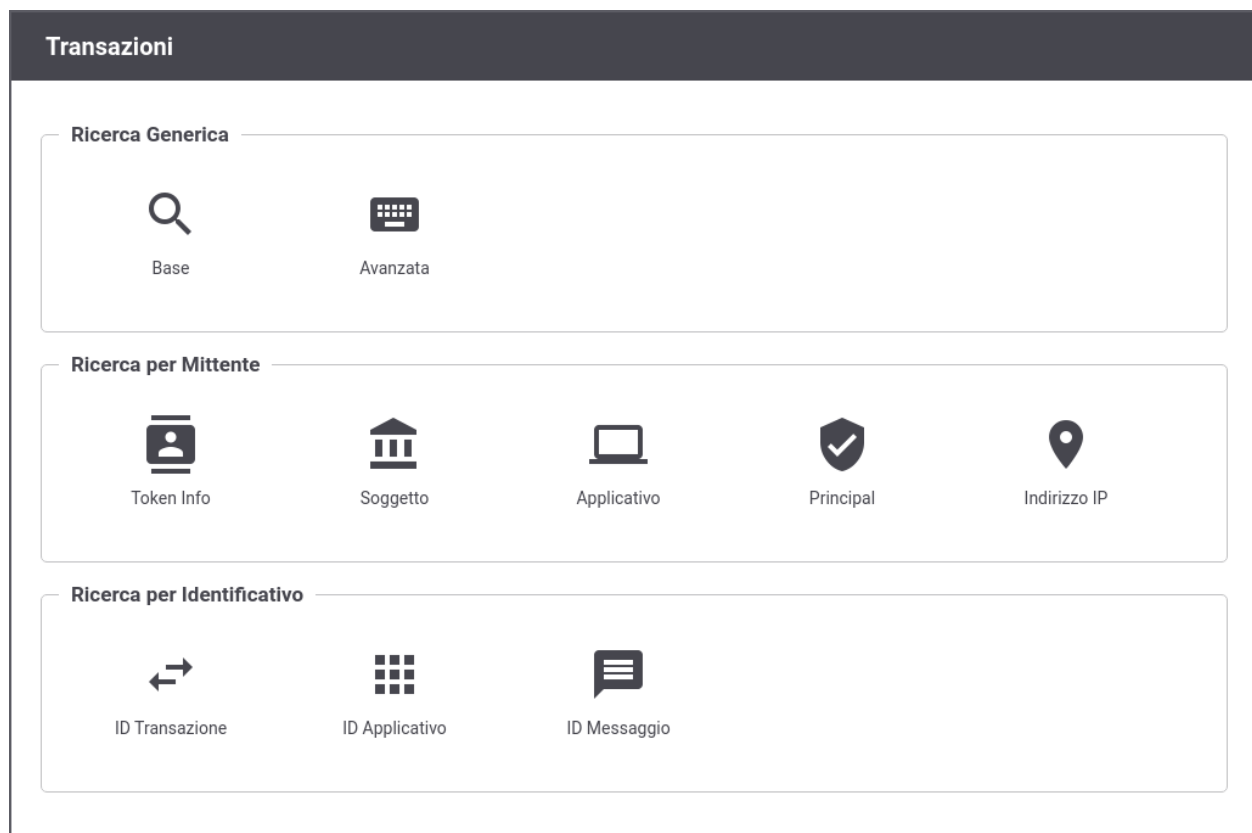 Transazioni
Ricerca Generica
Base
Avanzata
Ricerca per Mittente
Token Info
Soggetto
Applicativo
Principal
Indirizzo IP
Ricerca per Identificativo
ID Transazione
ID Applicativo
ID Messaggio